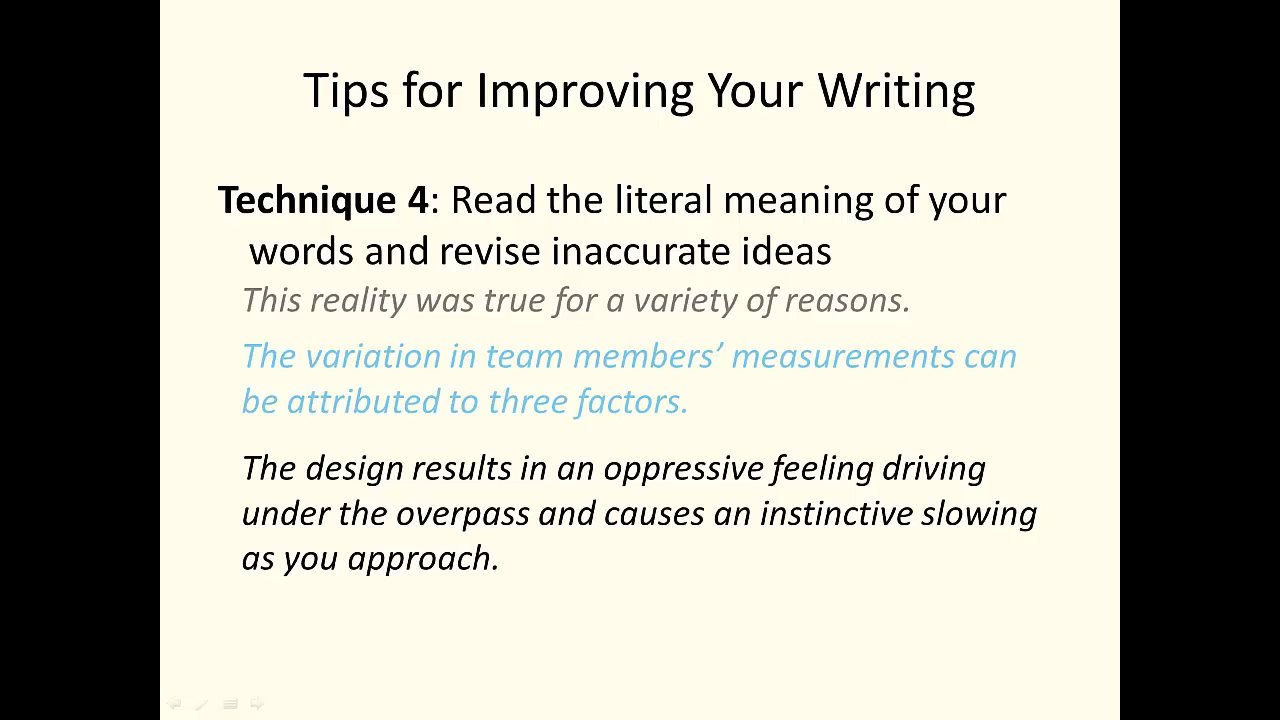 Tips for Improving Your Writing
Technique 4: Read the literal meaning of your
words and revise inaccurate ideas
This reality was true for a variety of reasons.
The variation in team members’ measurements can
be attributed to three factors.
The design results in an oppressive feeling driving
under the overpass and causes an instinctive slowing
as you approach.